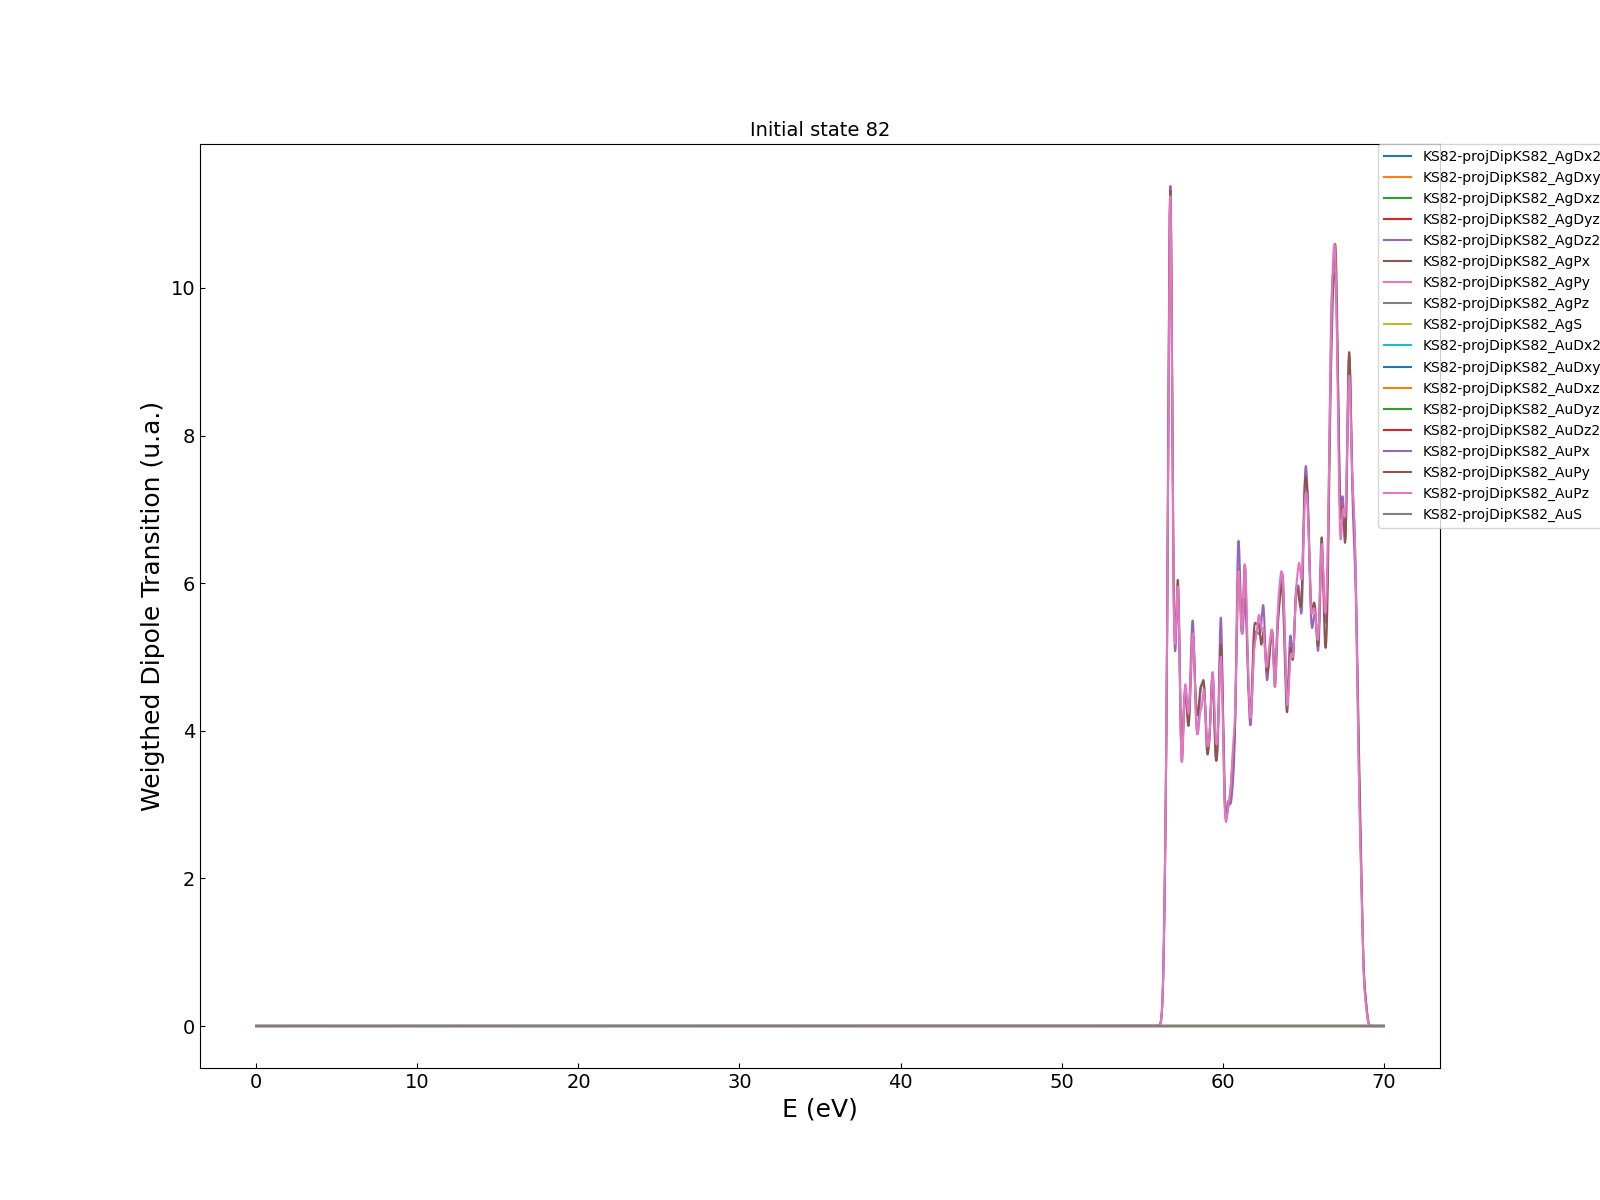 Initial state 82
KS82-projDipKS82_AgDx2
KS82-projDipKS82_AgDxy
KS82-projDipKS82_AgDxz
KS82-projDipKS82_AgDyz
KS82-projDipKS82_AgDz2
KS82-projDipKS82_AgPx
KS82-projDipKS82_AgPy
KS82-projDipKS82_AgPz
KS82-projDipKS82_AgS
KS82-projDipKS82_AuDx2
KS82-projDipKS82_AuDxy
KS82-projDipKS82_AuDxz
KS82-projDipKS82_AuDyz
KS82-projDipKS82_AuDz2
KS82-projDipKS82_AuPx
KS82-projDipKS82_AuPy
KS82-projDipKS82_AuPz
KS82-projDipKS82_AuS
10
8
6
4
2
0
Weigthed Dipole Transition (u.a.)
0 10 20 30 40 50 60 70
E (eV)